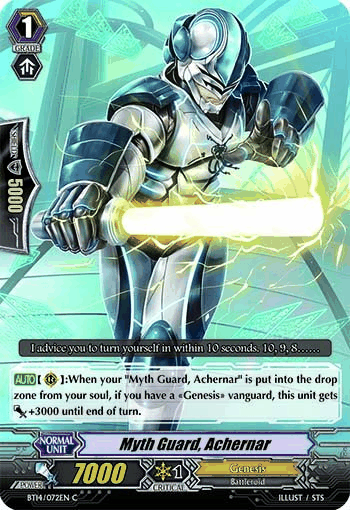 1
GRADE
SHIELD
5000
I advice you to turn yourself in within 10 seconds. 10, 9, 8……
AUTO [ ]:When your "Myth Guard, Achernar" is put into the drop
zone from your soul, if you have a «Genesis» vanguard, this unit gets
+3000 until end of turn.
NORMAL
UNIT
Myth Guard, Achernar
POWER
7000
1
CRITICAL
Genesis
Battleroid
BT14/072EN C
ILLUST / STS